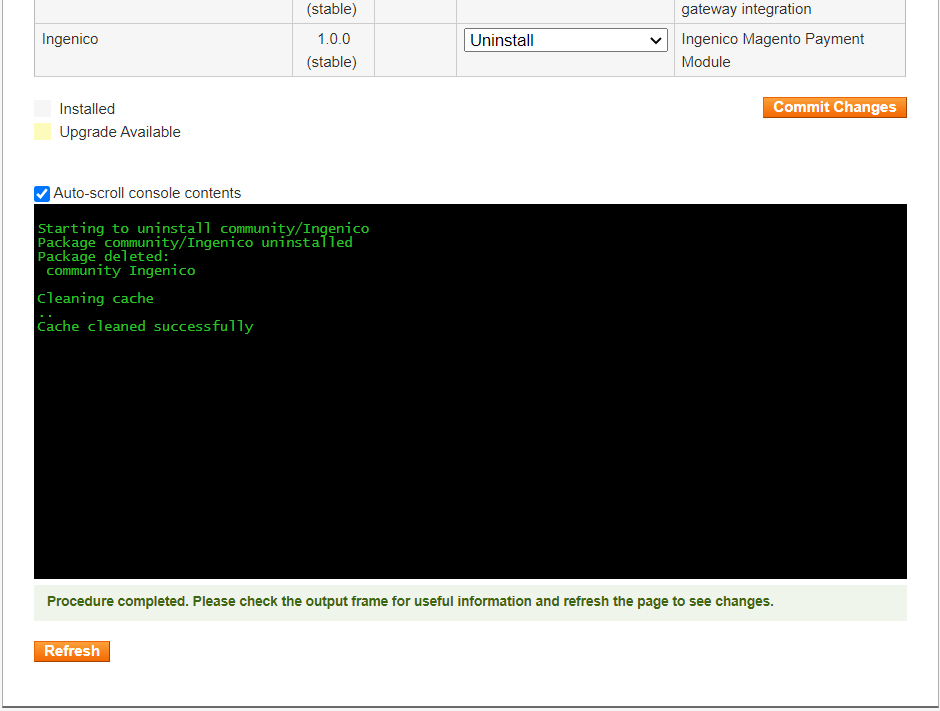 (stable)
gateway integration
Ingenico
1.0.0
(stable)
Uninstall
Ingenico Magento Payment
Module
Installed
Commit Changes
Upgrade Available
Auto-scroll console contents
Starting to uninstall community/Ingenico
Package community/Ingenico uninstalled
Package deleted:
community Ingenico
Cleaning cache
..
Cache cleaned successfully
Procedure completed. Please check the output frame for useful information and refresh the page to see changes.
Refresh